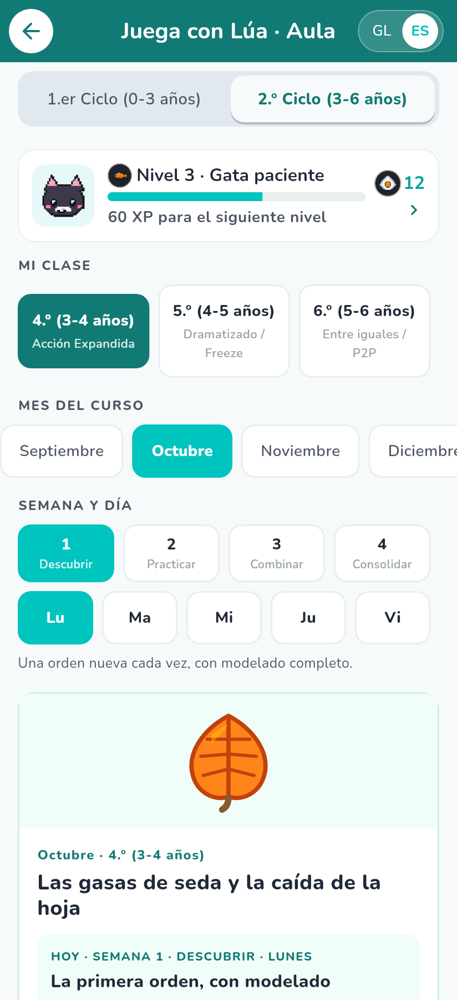 Juega con Lúa · Aula
GL
ES
1.er Ciclo (0-3 años)
2.º Ciclo (3-6 años)
Nivel 3 · Gata paciente
12
60 XP para el siguiente nivel
MI CLASE
4.º (3-4 años)
Acción Expandida
5.º (4-5 años)
Dramatizado /
Freeze
6.º (5-6 años)
Entre iguales /
P2P
MES DEL CURSO
Septiembre
Octubre
Noviembre
Diciembre
SEMANA Y DÍA
1
Descubrir
2
Practicar
3
Combinar
4
Consolidar
Lu
Ma
Mi
Ju
Vi
Una orden nueva cada vez, con modelado completo.
Octubre · 4.º (3-4 años)
Las gasas de seda y la caída de la
hoja
HOY · SEMANA 1 · DESCUBRIR · LUNES
La primera orden, con modelado